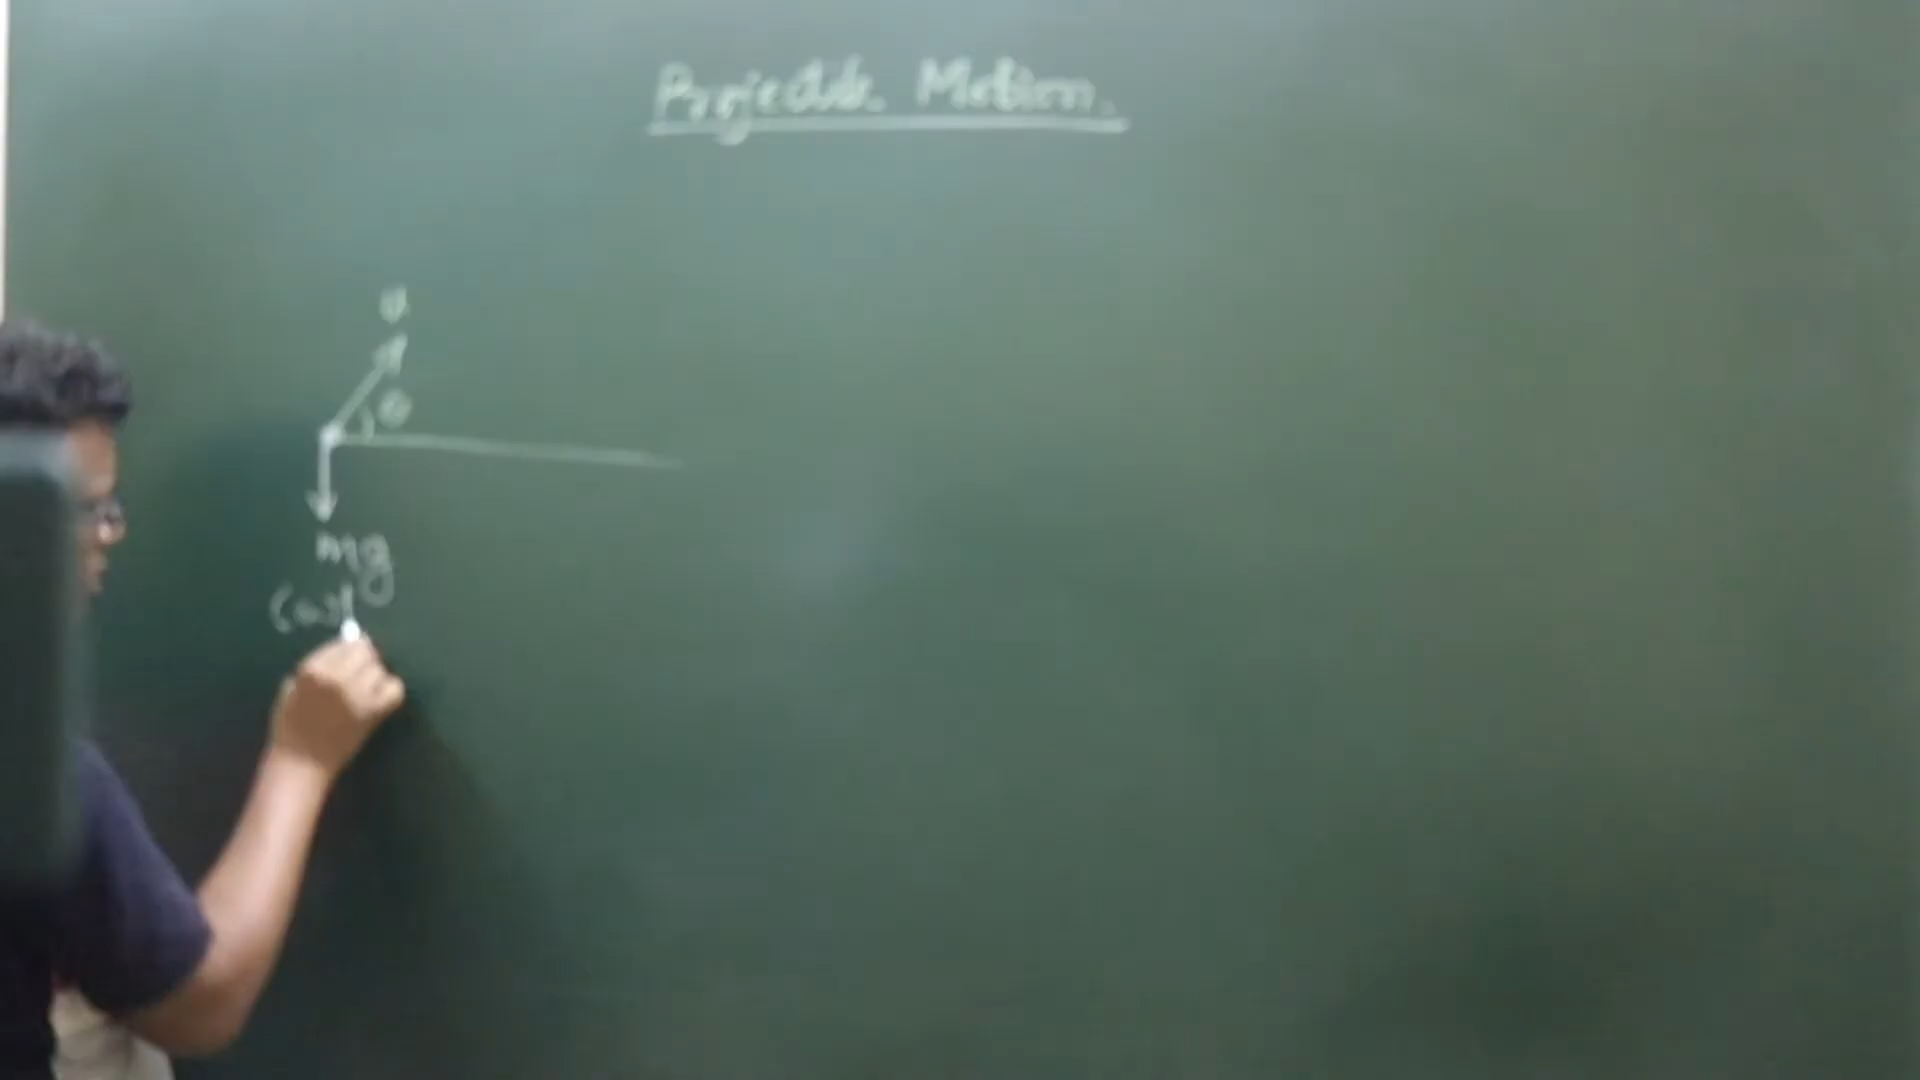 Projectile Motion.
u
θ
mg